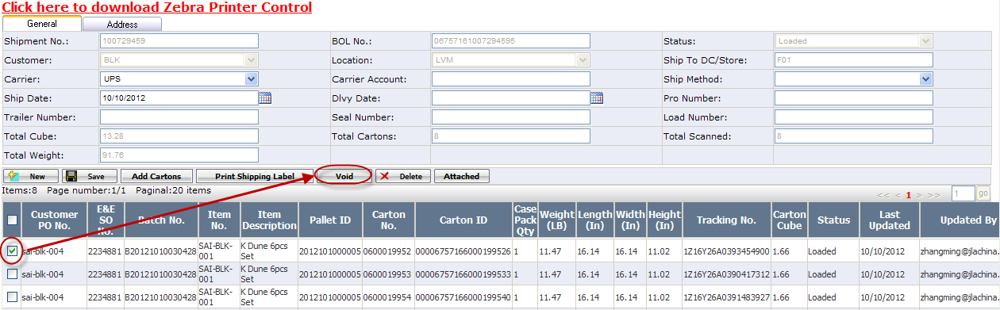 Click here to download Zebra Printer Control
General Address
Shipment No.: 100729459 BOL No.: 06757161007294595 Status: Loaded
Customer: BLK Location: LVM Ship To DC/Store: F01
Carrier: UPS Carrier Account: Ship Method:
Ship Date: 10/10/2012 Dlvy Date: Pro Number:
Trailer Number: Seal Number: Load Number:
Total Cube: 13.28 Total Cartons: 8 Total Scanned: 8
Total Weight: 91.76
New Save Add Cartons Print Shipping Label Void Delete Attached
Items:8 Page number:1/1 Paginal:20 items << < 1 > >> 1 go
Customer PO No. E&E SO No. Batch No. Item No. Item Description Pallet ID Carton No. Carton ID Case Pack Qty Weight (LB) Length (In) Width (In) Height (In) Tracking No. Carton Cube Status Last Updated Updated By
sai-blk-004 2234881 B20121010030428 SAI-BLK-001 K Dune 6pcs Set 2012101000005 0600019952 00006757166000199526 1 11.47 16.14 16.14 11.02 1Z16Y26A0393454900 1.66 Loaded 10/10/2012 zhangming@jlachina.
sai-blk-004 2234881 B20121010030428 SAI-BLK-001 K Dune 6pcs Set 2012101000005 0600019953 00006757166000199533 1 11.47 16.14 16.14 11.02 1Z16Y26A0390417312 1.66 Loaded 10/10/2012 zhangming@jlachina.
sai-blk-004 2234881 B20121010030428 SAI-BLK-001 K Dune 6pcs Set 2012101000005 0600019954 00006757166000199540 1 11.47 16.14 16.14 11.02 1Z16Y26A0391483927 1.66 Loaded 10/10/2012 zhangming@jlachina.